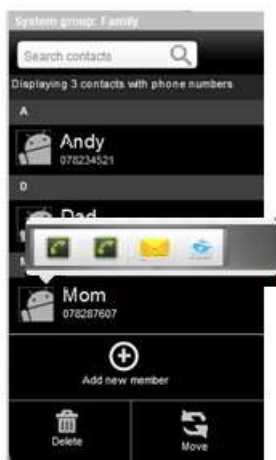 System group: Family
Search contacts
Displaying 3 contacts with phone numbers
A
Andy
078234521
D
Dad
M
Mom
078287607
Add new member
Delete
Move